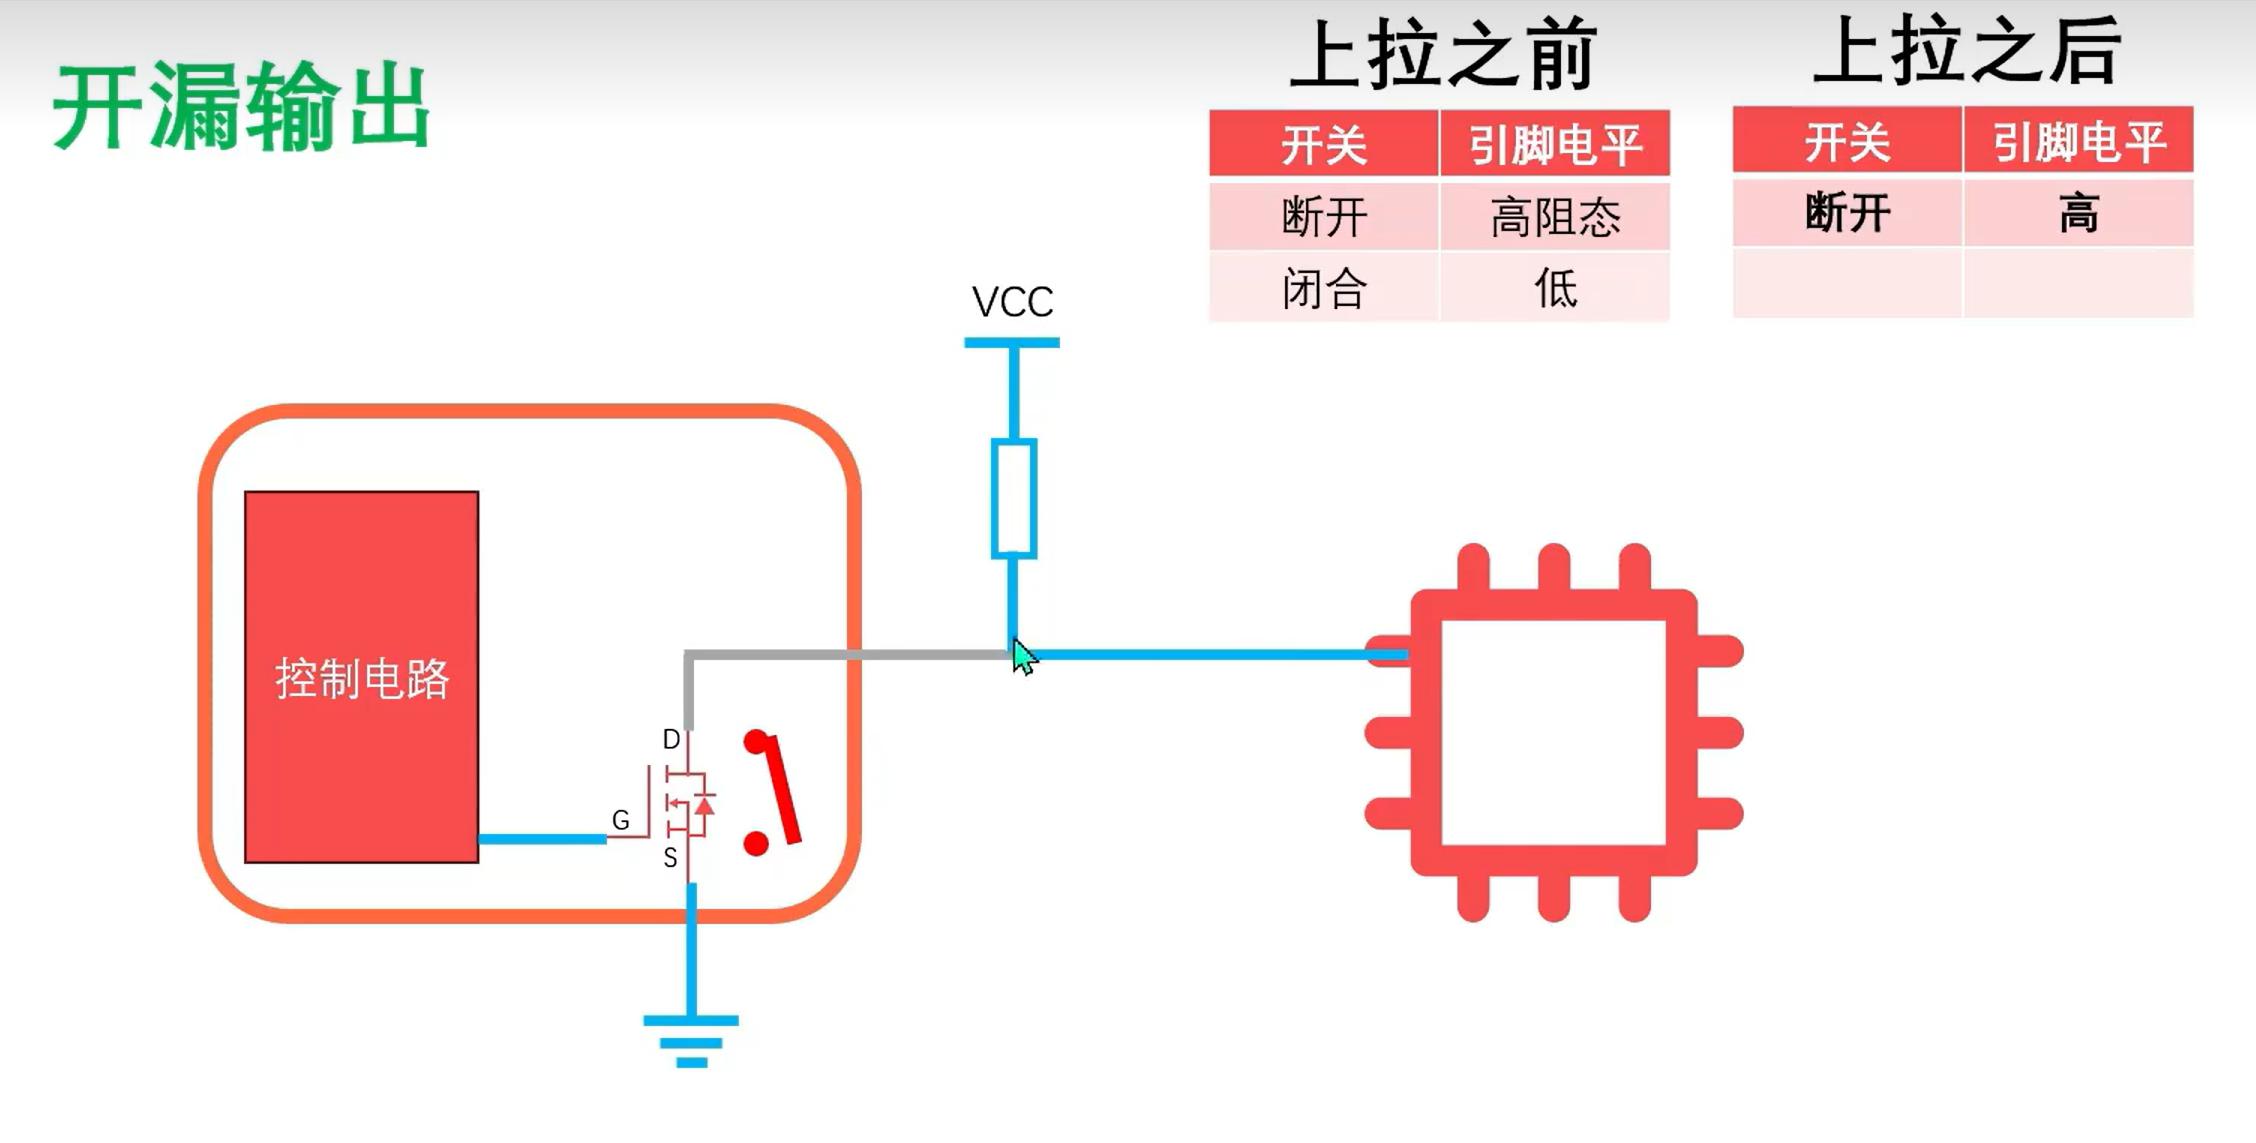 开漏输出
上拉之前
开关 引脚电平
断开 高阻态
闭合 低
上拉之后
开关 引脚电平
断开 高
VCC
控制电路
D
G
S